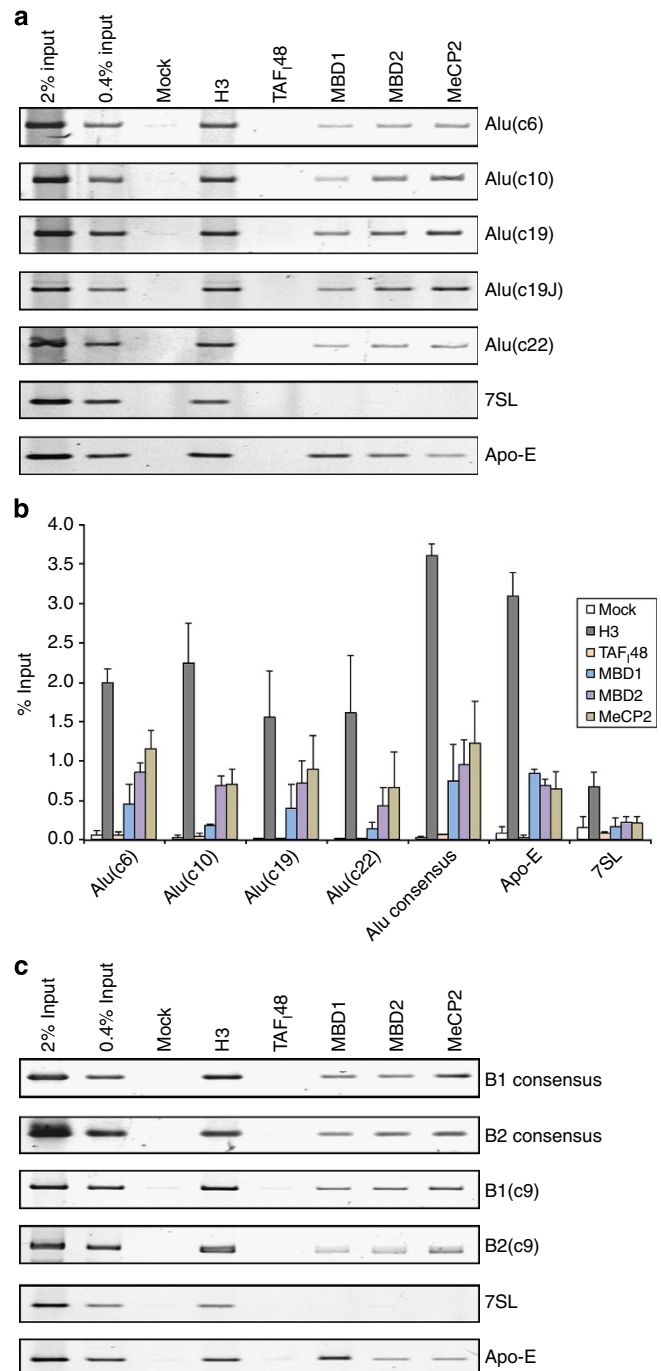 a
2% input
0.4% input
Mock
H3
TAFI48
MBD1
MBD2
MeCP2
Alu(c6)
Alu(c10)
Alu(c19)
Alu(c19J)
Alu(c22)
7SL
Apo-E
b
% Input
4.0
3.5
3.0
2.5
2.0
1.5
1.0
0.5
0.0
Mock
H3
TAFI48
MBD1
MBD2
MeCP2
Alu(c6)
Alu(c10)
Alu(c19)
Alu(c22)
Alu consensus
Apo-E
7SL
c
2% Input
0.4% Input
Mock
H3
TAFI48
MBD1
MBD2
MeCP2
B1 consensus
B2 consensus
B1(c9)
B2(c9)
7SL
Apo-E